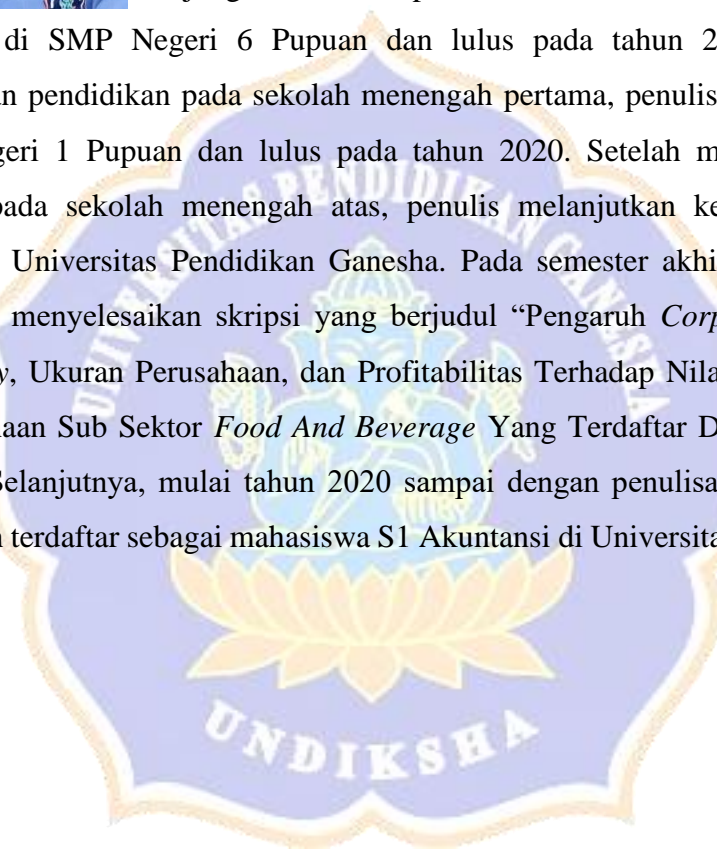 di SMP Negeri 6 Pupuan dan lulus pada tahun 2
n pendidikan pada sekolah menengah pertama, penulis
geri 1 Pupuan dan lulus pada tahun 2020. Setelah m
pada sekolah menengah atas, penulis melanjutkan ke
Universitas Pendidikan Ganesha. Pada semester akhi
menyelesaikan skripsi yang berjudul “Pengaruh Corp
y, Ukuran Perusahaan, dan Profitabilitas Terhadap Nila
aan Sub Sektor Food And Beverage Yang Terdaftar D
Selanjutnya, mulai tahun 2020 sampai dengan penulisa
n terdaftar sebagai mahasiswa S1 Akuntansi di Universita
UNIVERSITAS PENDIDIKAN GANESHA
UNDIKSHA